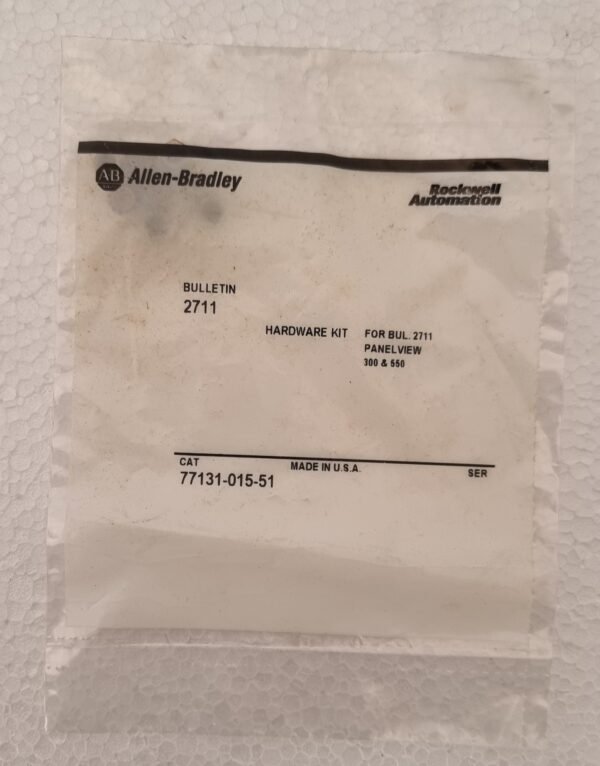 AB Allen-Bradley
Rockwell
Automation
BULLETIN
2711
HARDWARE KIT FOR BUL. 2711
PANELVIEW
300 & 550
CAT MADE IN U.S.A. SER
77131-015-51